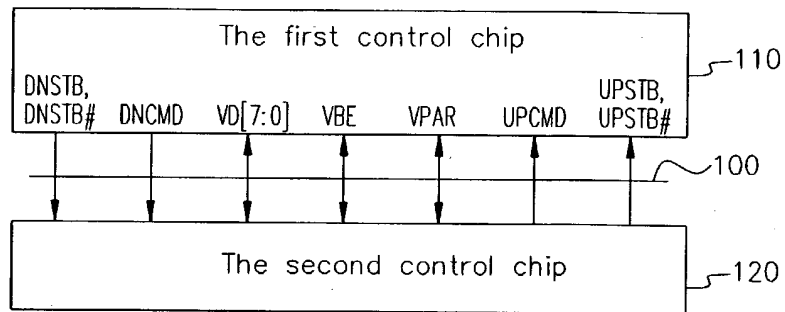 The first control chip
110
DNSTB,
DNSTB# DNCMD VD[7:0] VBE VPAR UPCMD UPSTB,
UPSTB#
100
The second control chip
120